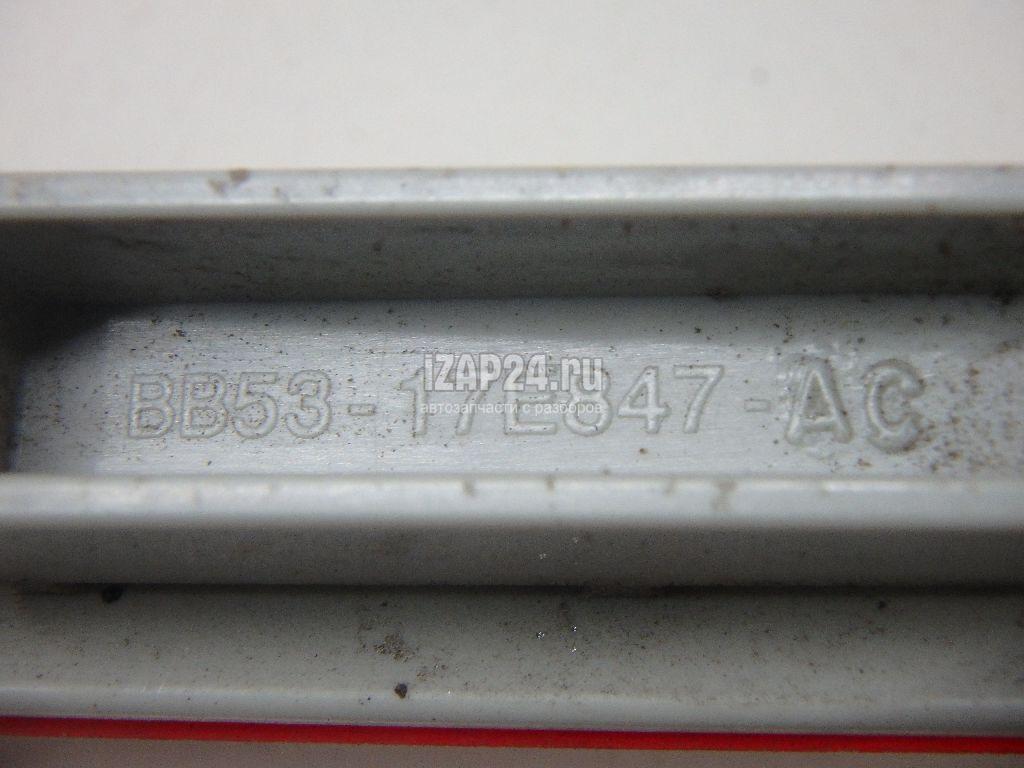 iZAP24.ru
автозапчасти с разборов
BB53-17E847-AC